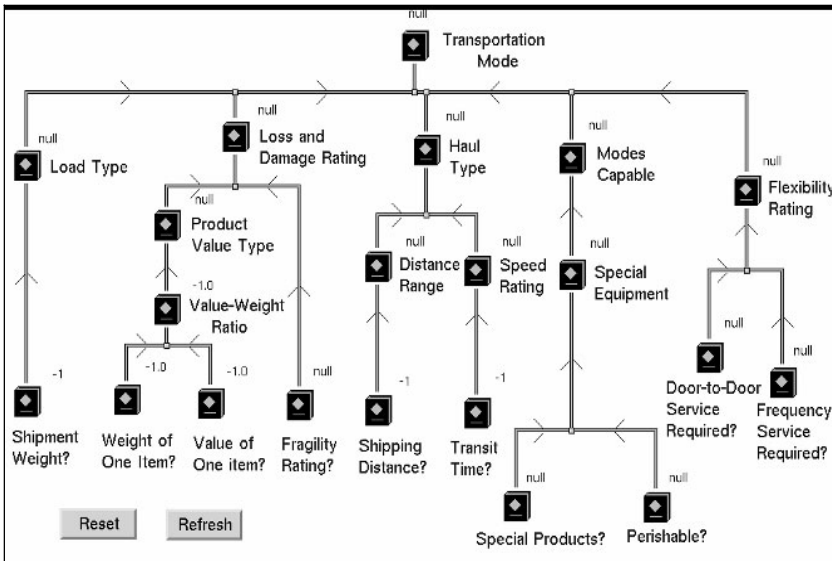 null
Transportation
Mode
null
Load Type
null
Loss and
Damage Rating
null
Haul
Type
null
Modes
Capable
null
Flexibility
Rating
null
Product
Value Type
null
Distance
Range
null
Speed
Rating
null
Special
Equipment
-1.0
Value-Weight
Ratio
-1
Shipment
Weight?
-1.0
Weight of
One Item?
-1.0
Value of
One item?
null
Fragility
Rating?
-1
Shipping
Distance?
-1
Transit
Time?
null
Door-to-Door
Service
Required?
null
Frequency
Service
Required?
null
Special Products?
null
Perishable?
Reset
Refresh